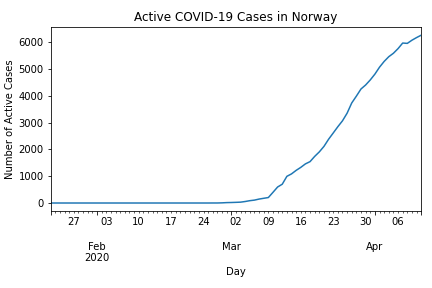 Active COVID-19 Cases in Norway
Number of Active Cases
6000
5000
4000
3000
2000
1000
0
27 03 10 17 24 02 09 16 23 30 06
Feb Mar Apr
2020
Day